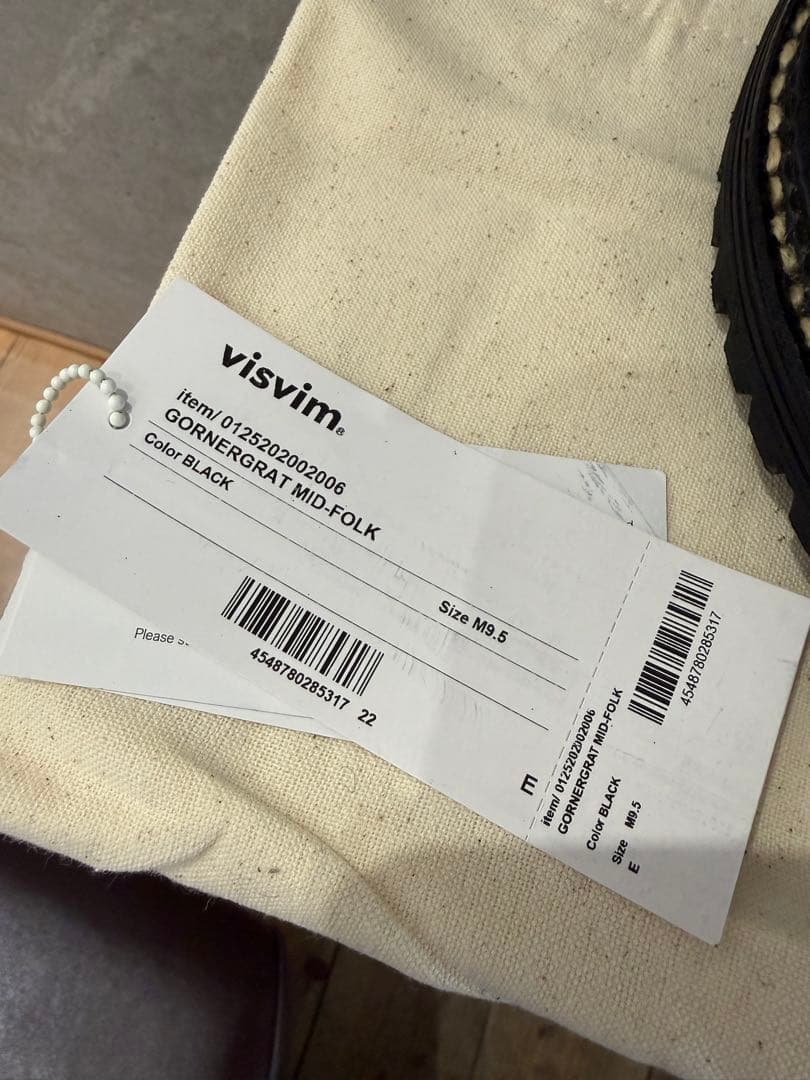 visvim®
item/ 0125202002006
GORNERGRAT MID-FOLK
Color BLACK
Size M9.5
4548780285317 22
E
Please
item/ 0125202002006
GORNERGRAT MID-FOLK
Color BLACK
Size M9.5
E
4548780285317